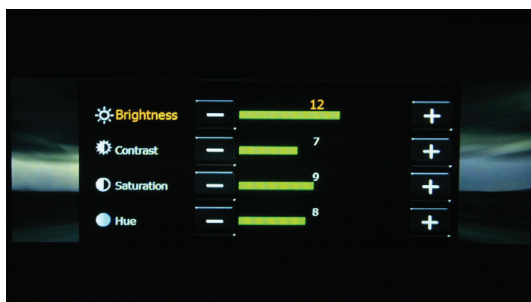 Brightness − 12 +
Contrast − 7 +
Saturation − 9 +
Hue − 8 +